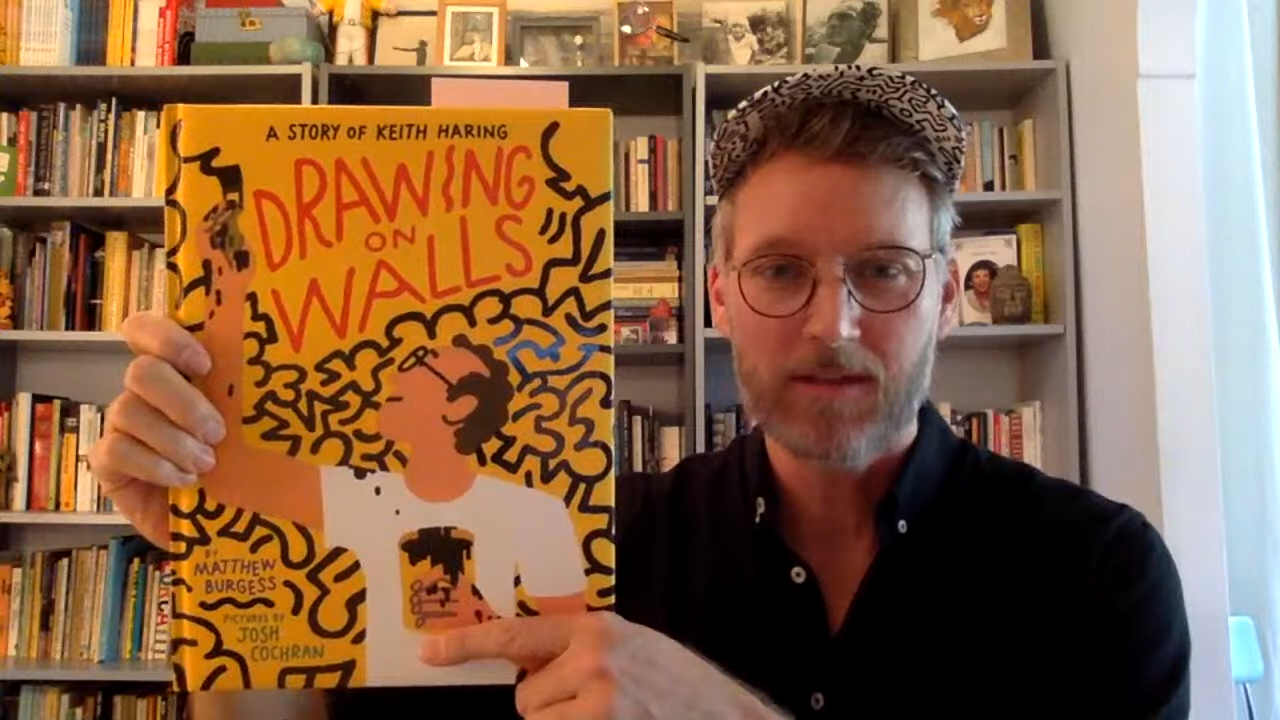 A STORY OF KEITH HARING
DRAWING
ON
WALLS
BY
MATTHEW
BURGESS
PICTURES BY
JOSH
COCHRAN